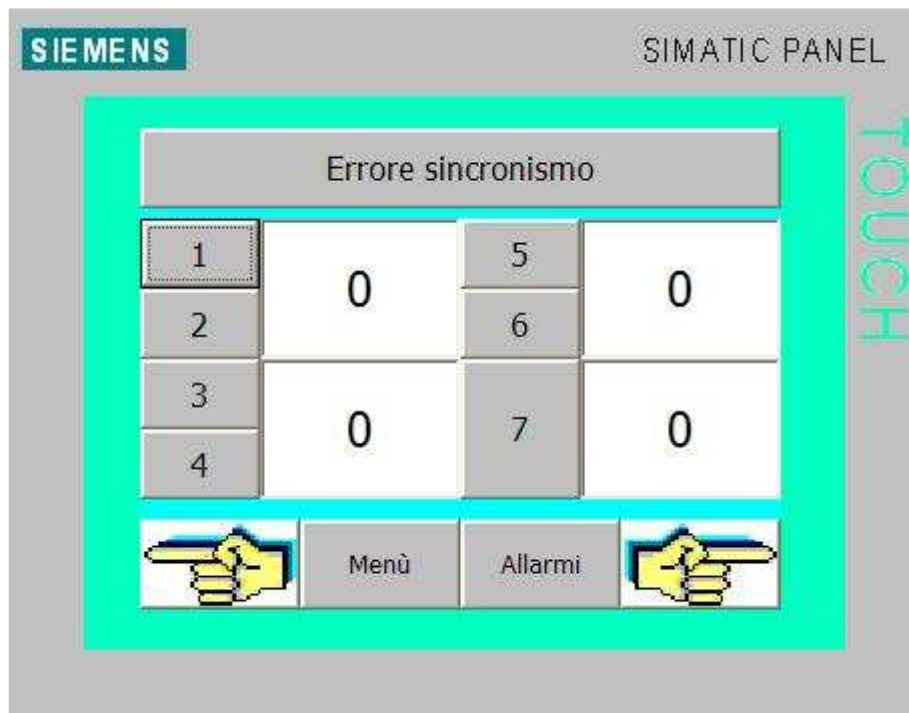 SIEMENS
SIMATIC PANEL
TOUCH
Errore sincronismo
1
0
5
0
2
6
3
0
7
0
4
Menù
Allarmi